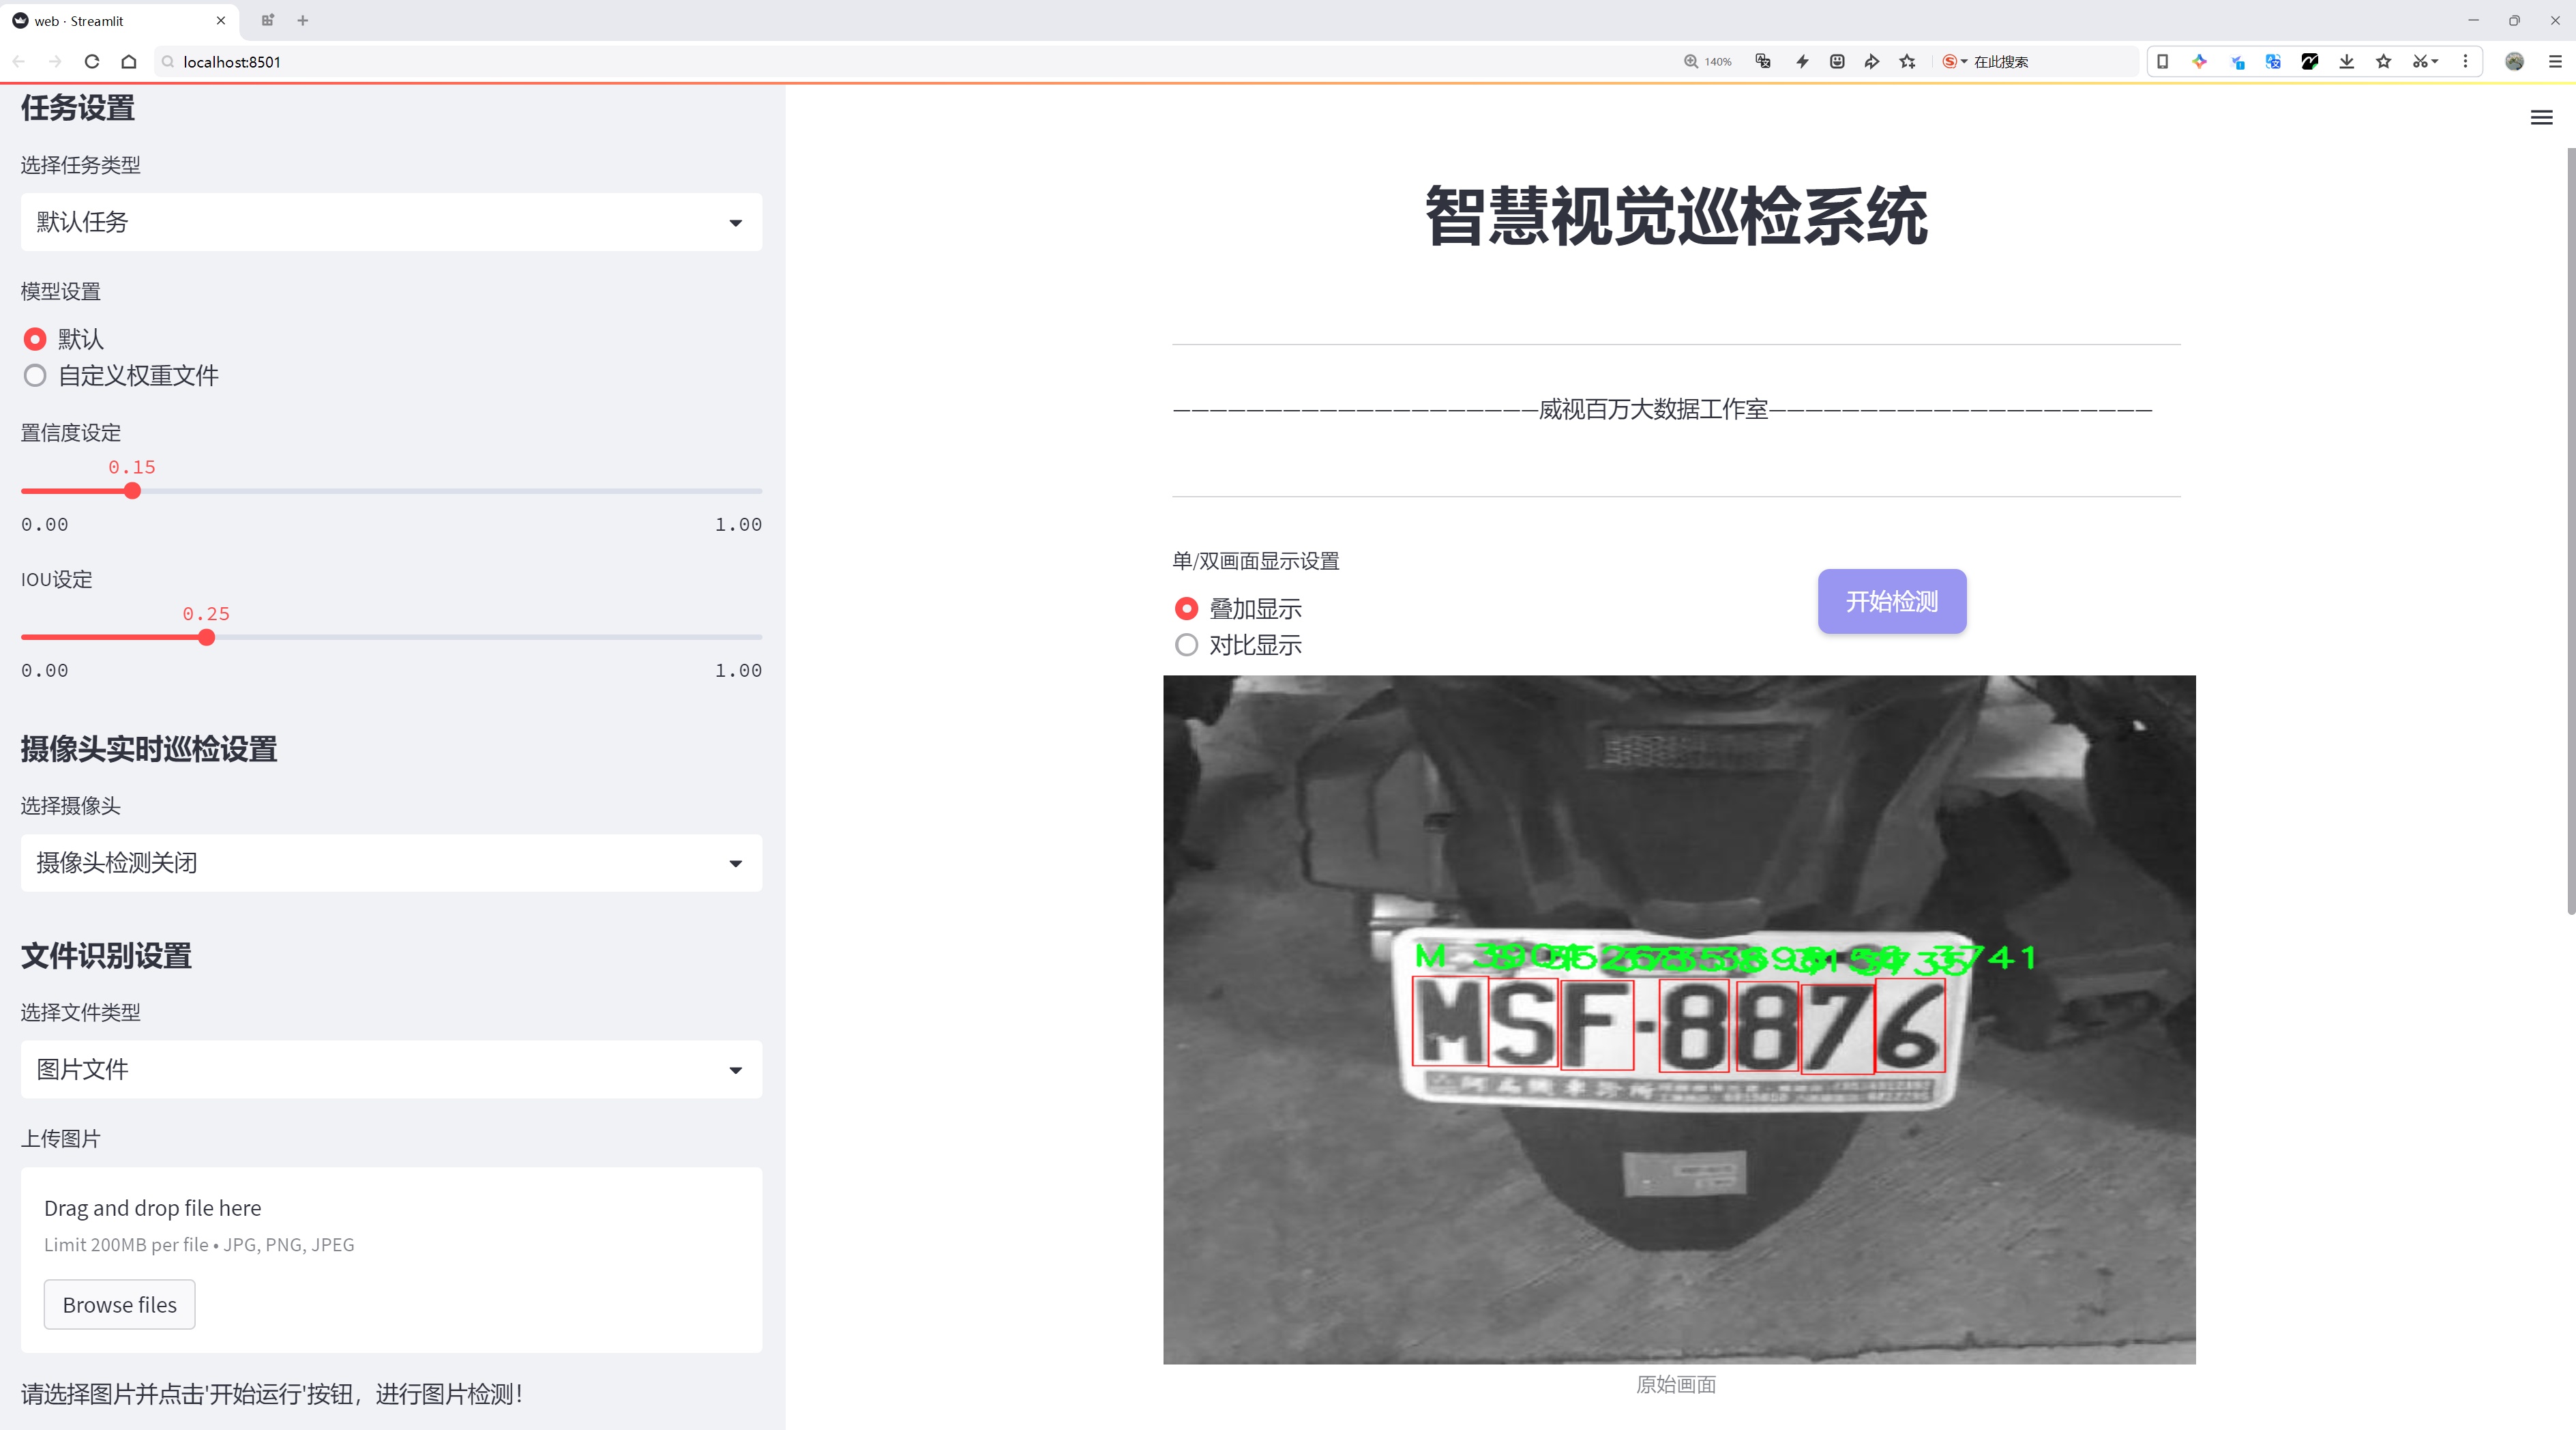 web · Streamlit
localhost:8501
140%
在此搜索
任务设置
选择任务类型
默认任务
模型设置
默认
自定义权重文件
置信度设定
0.15
0.00 1.00
IOU设定
0.25
0.00 1.00
摄像头实时巡检设置
选择摄像头
摄像头检测关闭
文件识别设置
选择文件类型
图片文件
上传图片
Drag and drop file here
Limit 200MB per file • JPG, PNG, JPEG
Browse files
请选择图片并点击'开始运行'按钮，进行图片检测！
智慧视觉巡检系统
————————————————————威视百万大数据工作室—————————————————————
单/双画面显示设置
叠加显示
对比显示
开始检测
MSF-8876
原始画面